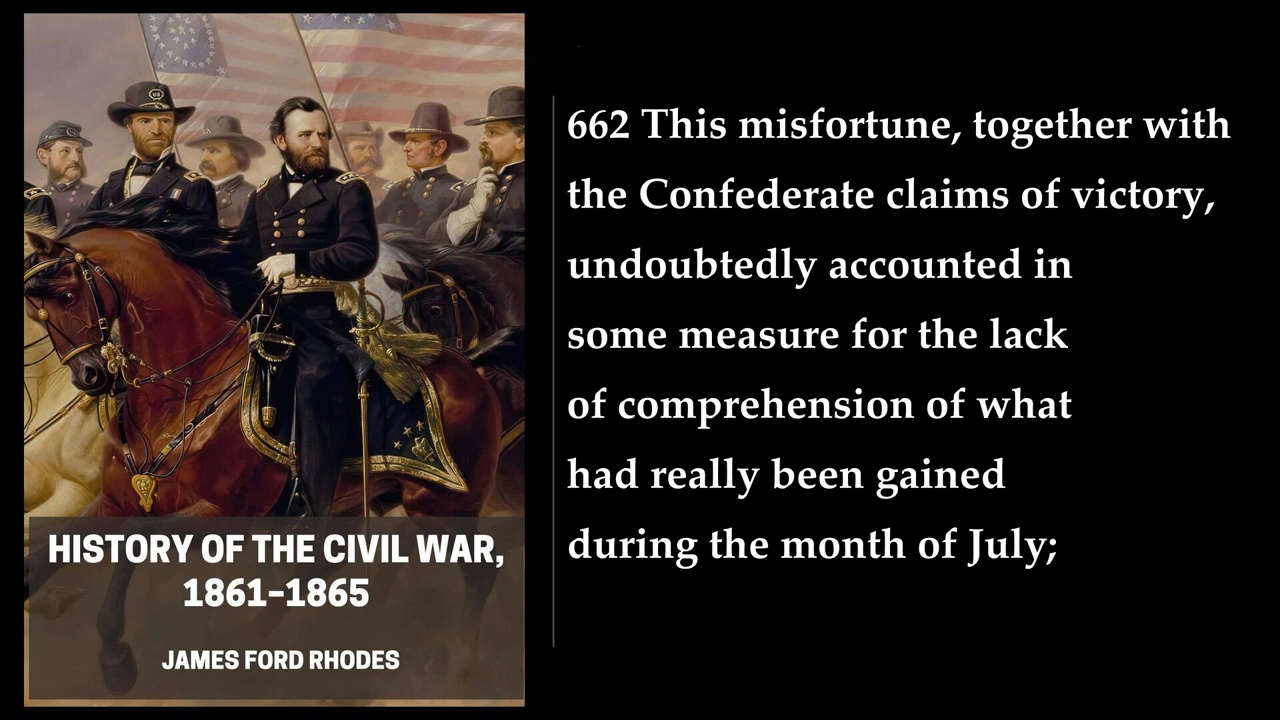 HISTORY OF THE CIVIL WAR,
1861–1865
JAMES FORD RHODES
662 This misfortune, together with
the Confederate claims of victory,
undoubtedly accounted in
some measure for the lack
of comprehension of what
had really been gained
during the month of July;